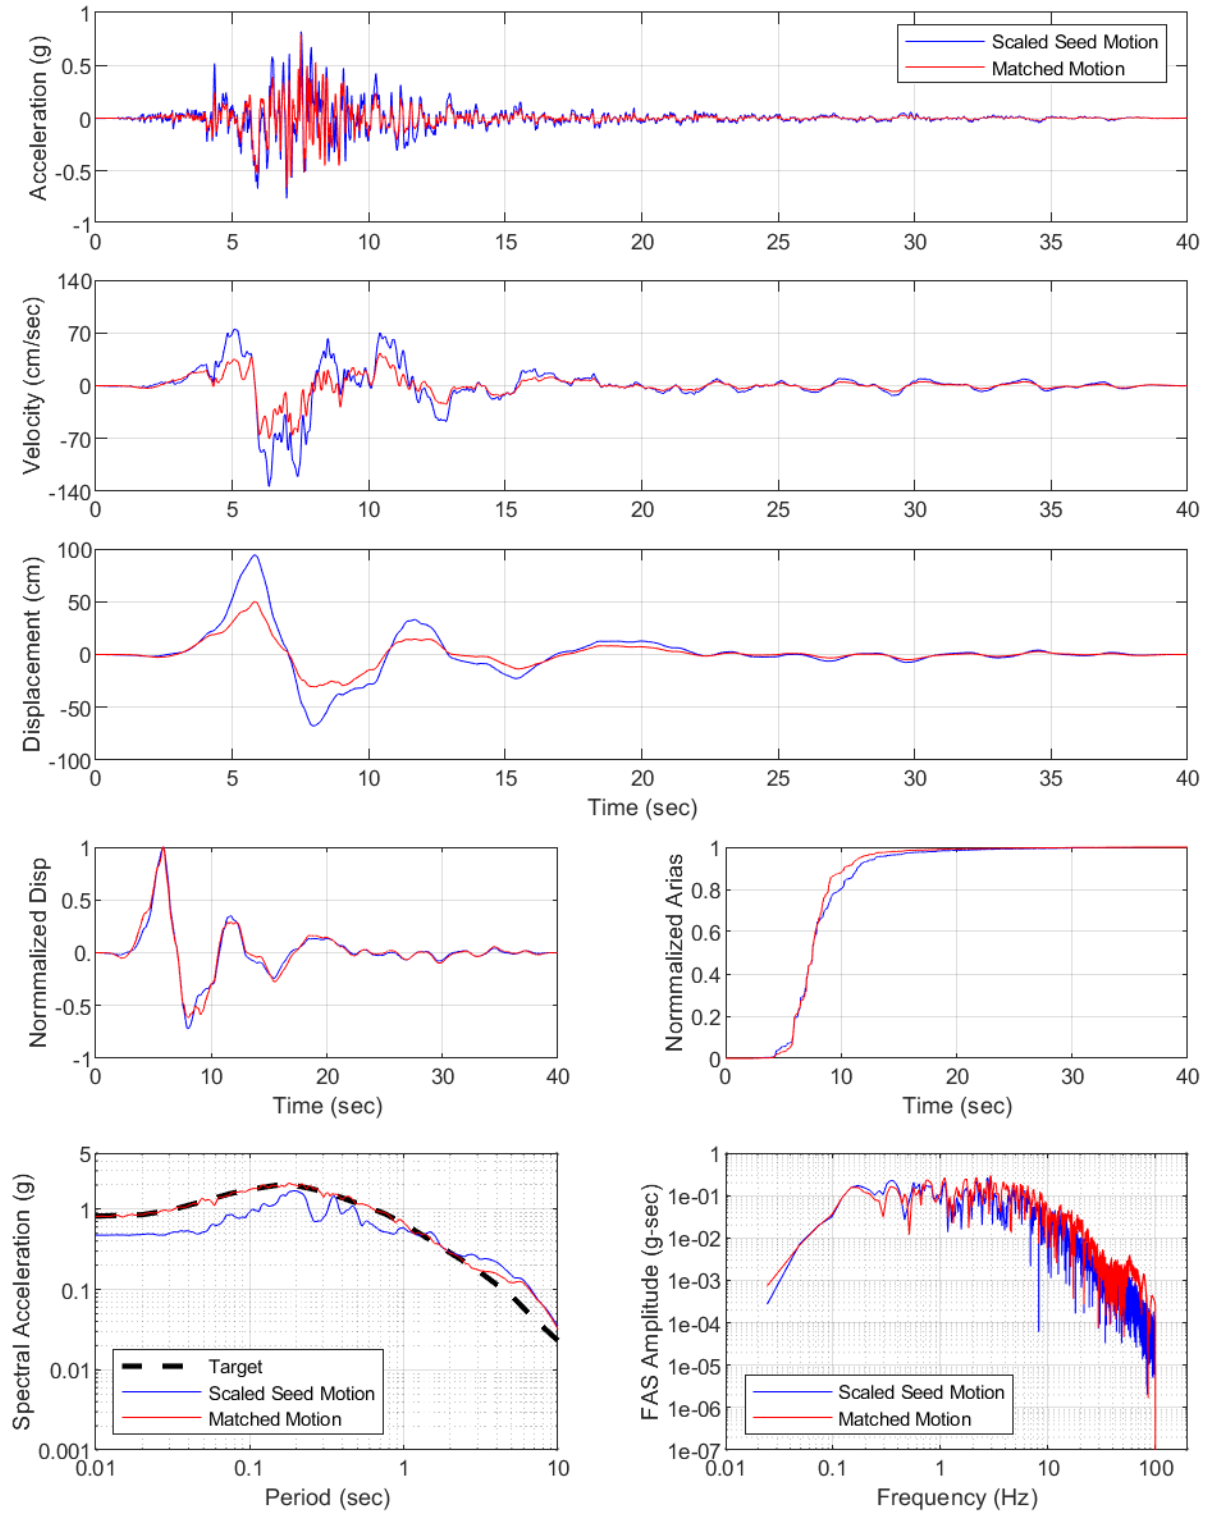 Acceleration (g)
1
0.5
0
-0.5
-1
Scaled Seed Motion
Matched Motion
0 5 10 15 20 25 30 35 40
Velocity (cm/sec)
140
70
0
-70
-140
0 5 10 15 20 25 30 35 40
Displacement (cm)
100
50
0
-50
-100
0 5 10 15 20 25 30 35 40
Time (sec)
Normmalized Disp
1
0.5
0
-0.5
-1
0 10 20 30 40
Time (sec)
Normmalized Arias
1
0.8
0.6
0.4
0.2
0
0 10 20 30 40
Time (sec)
Spectral Acceleration (g)
5
1
0.1
0.01
0.001
Target
Scaled Seed Motion
Matched Motion
0.01 0.1 1 10
Period (sec)
FAS Amplitude (g-sec)
1
1e-01
1e-02
1e-03
1e-04
1e-05
1e-06
1e-07
Scaled Seed Motion
Matched Motion
0.01 0.1 1 10 100
Frequency (Hz)